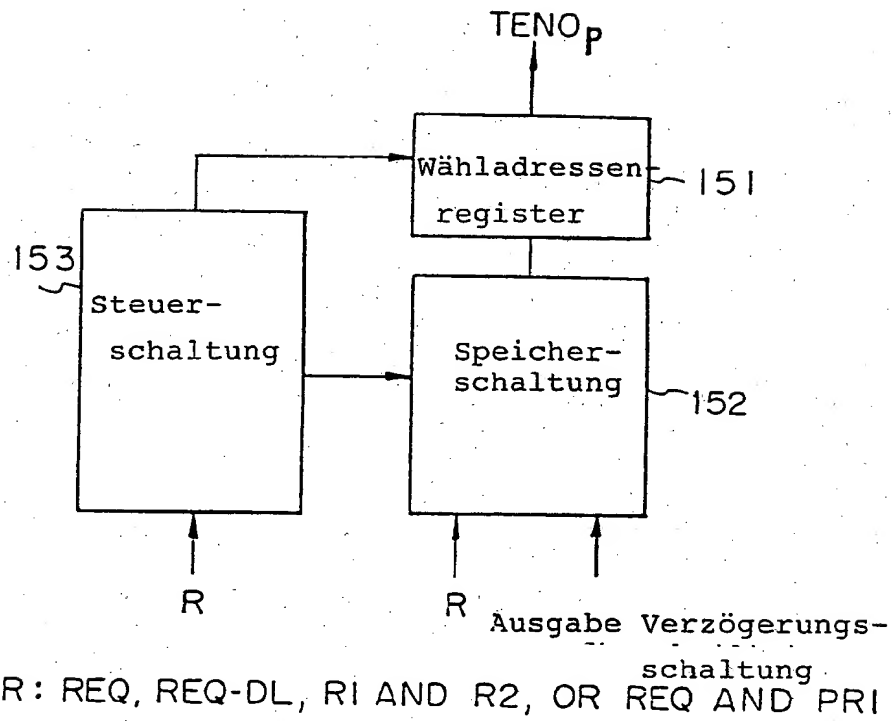 TENOP
Wähladressen-
register
151
153
Steuer-
schaltung
Speicher-
schaltung
152
R
R
Ausgabe Verzögerungs-
schaltung
R: REQ, REQ-DL, R1 AND R2, OR REQ AND PRI